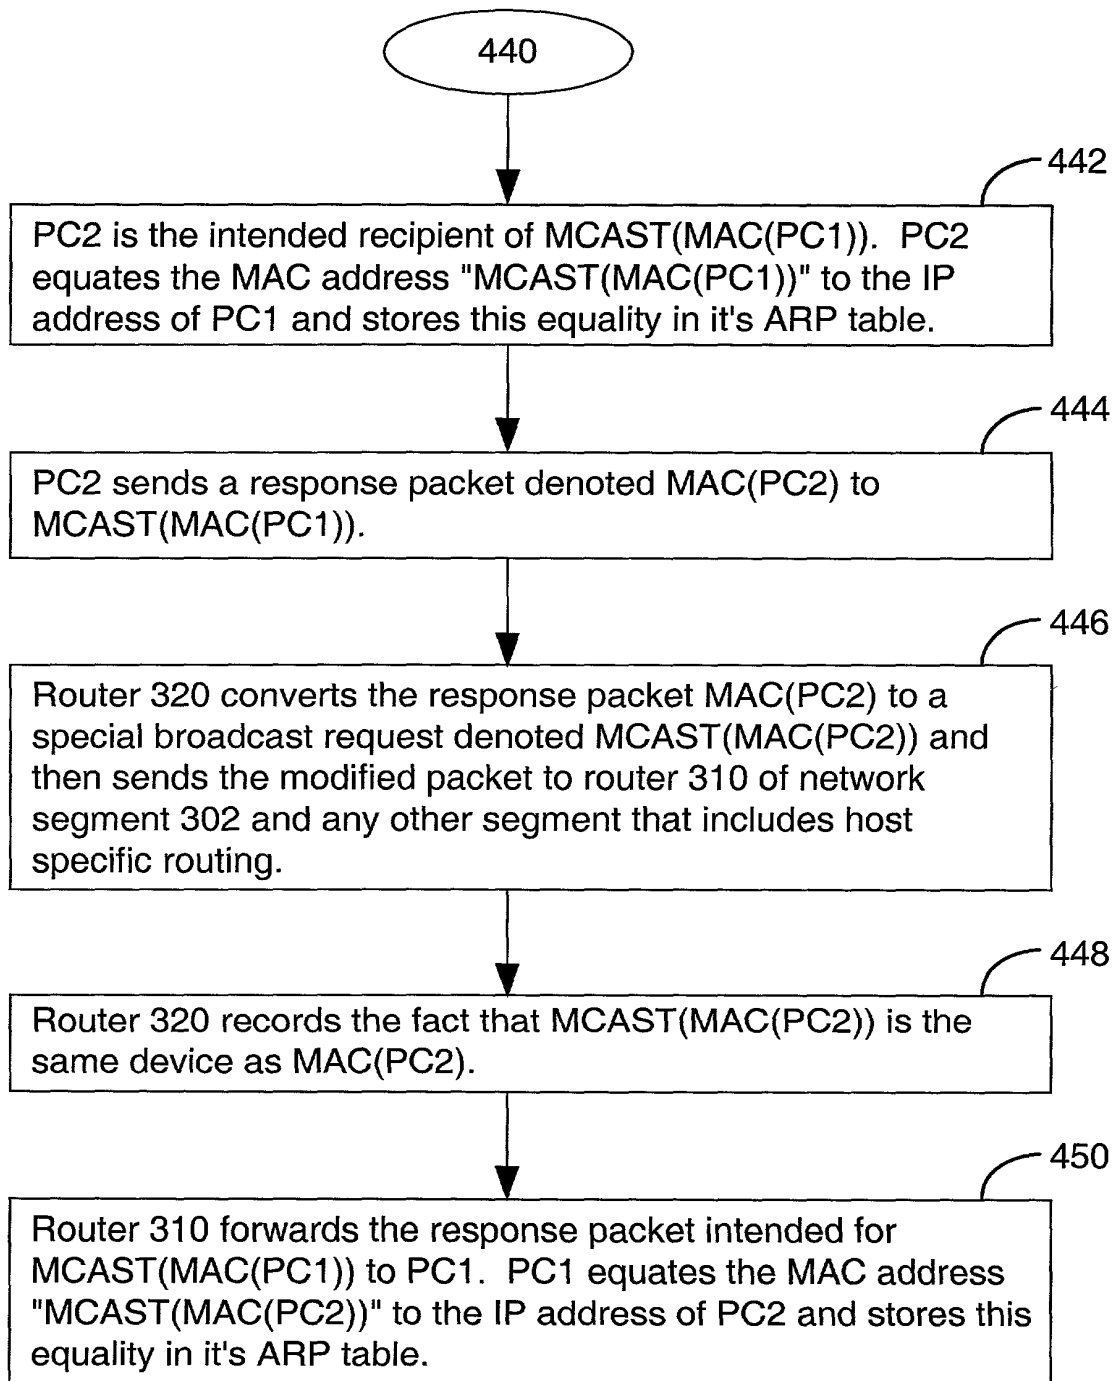 440
442
PC2 is the intended recipient of MCAST(MAC(PC1)). PC2
equates the MAC address "MCAST(MAC(PC1))" to the IP
address of PC1 and stores this equality in it's ARP table.
444
PC2 sends a response packet denoted MAC(PC2) to
MCAST(MAC(PC1)).
446
Router 320 converts the response packet MAC(PC2) to a
special broadcast request denoted MCAST(MAC(PC2)) and
then sends the modified packet to router 310 of network
segment 302 and any other segment that includes host
specific routing.
448
Router 320 records the fact that MCAST(MAC(PC2)) is the
same device as MAC(PC2).
450
Router 310 forwards the response packet intended for
MCAST(MAC(PC1)) to PC1. PC1 equates the MAC address
"MCAST(MAC(PC2))" to the IP address of PC2 and stores this
equality in it's ARP table.